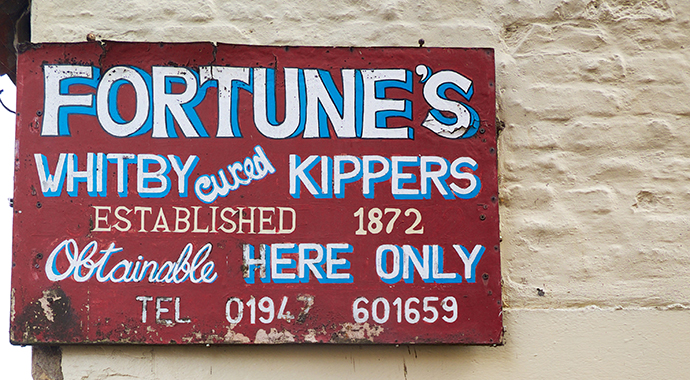 FORTUNE'S
WHITBY cured KIPPERS
ESTABLISHED 1872
Obtainable HERE ONLY
TEL 01947 601659